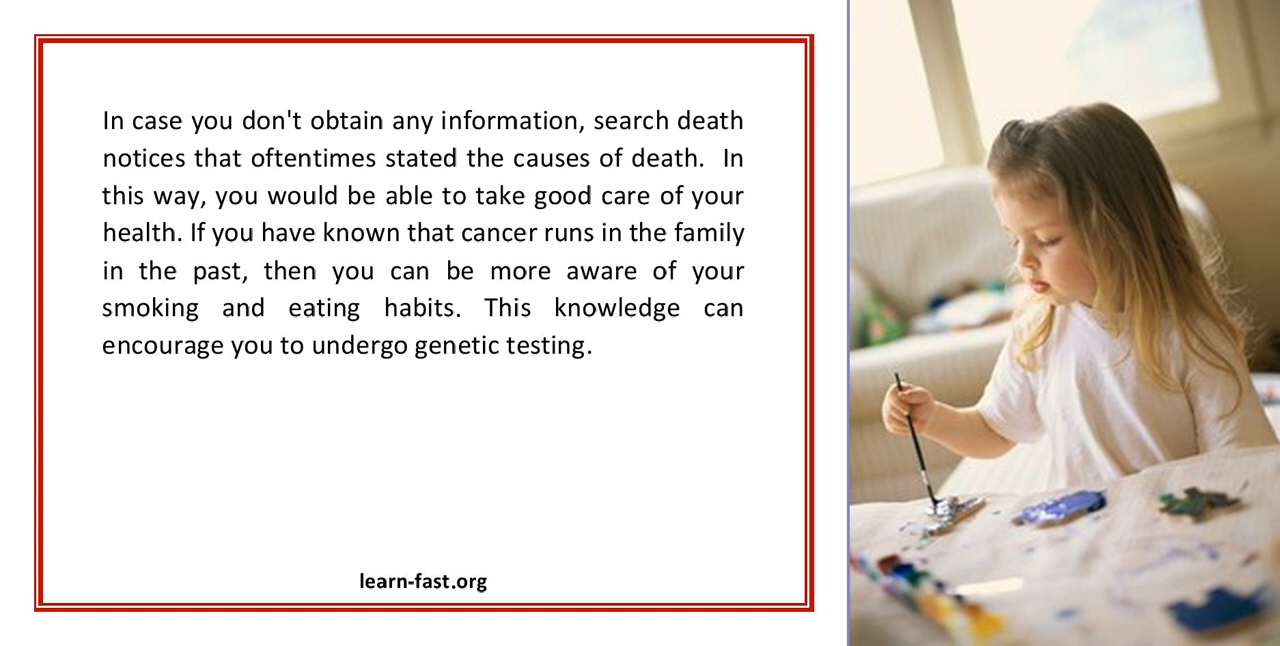 In case you don't obtain any information, search death
notices that oftentimes stated the causes of death.  In
this way, you would be able to take good care of your
health. If you have known that cancer runs in the family
in the past, then you can be more aware of your
smoking and eating habits. This knowledge can
encourage you to undergo genetic testing.
learn-fast.org